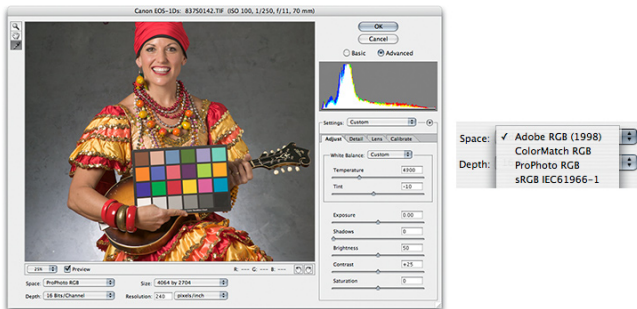 Canon EOS-1Ds: 837S0142.TIF (ISO 100, 1/250, f/11, 70 mm)
OK
Cancel
Basic Advanced
Settings: Custom
Adjust Detail Lens Calibrate
White Balance: Custom
Temperature
Tint -10
Exposure 0.00
Shadows 0
Brightness 50
Contrast +25
Saturation 0
Preview R: ---- G: ---- B: ----
Space: ProPhoto RGB Size: 4064 by 2704
Depth: 16 Bits/Channel Resolution: 240 pixels/inch
Space: ✓ Adobe RGB (1998)
ColorMatch RGB
Depth: ProPhoto RGB
sRGB IEC61966-1